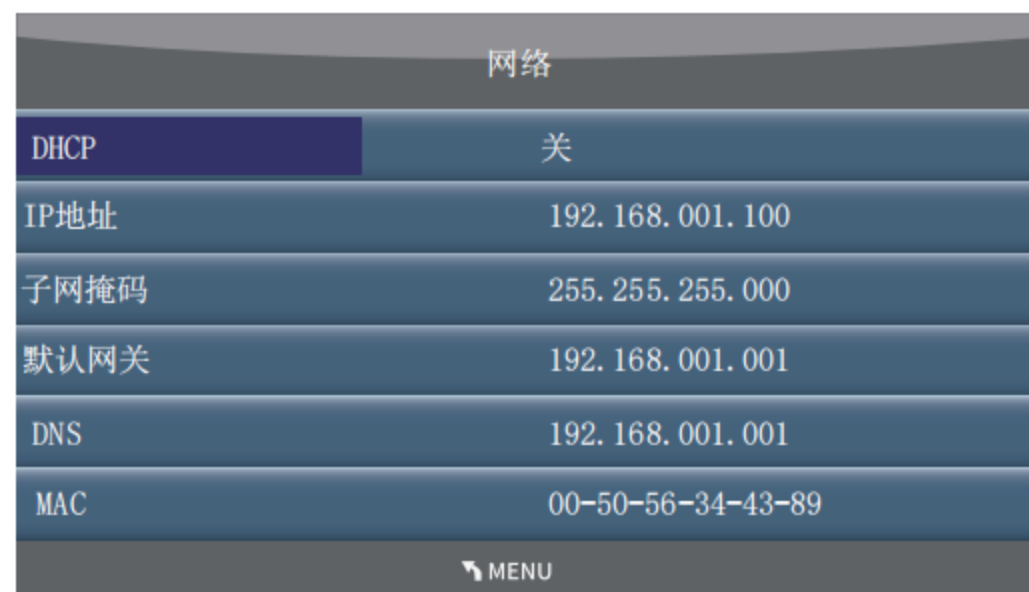 网络
DHCP 关
IP地址 192.168.001.100
子网掩码 255.255.255.000
默认网关 192.168.001.001
DNS 192.168.001.001
MAC 00-50-56-34-43-89
MENU